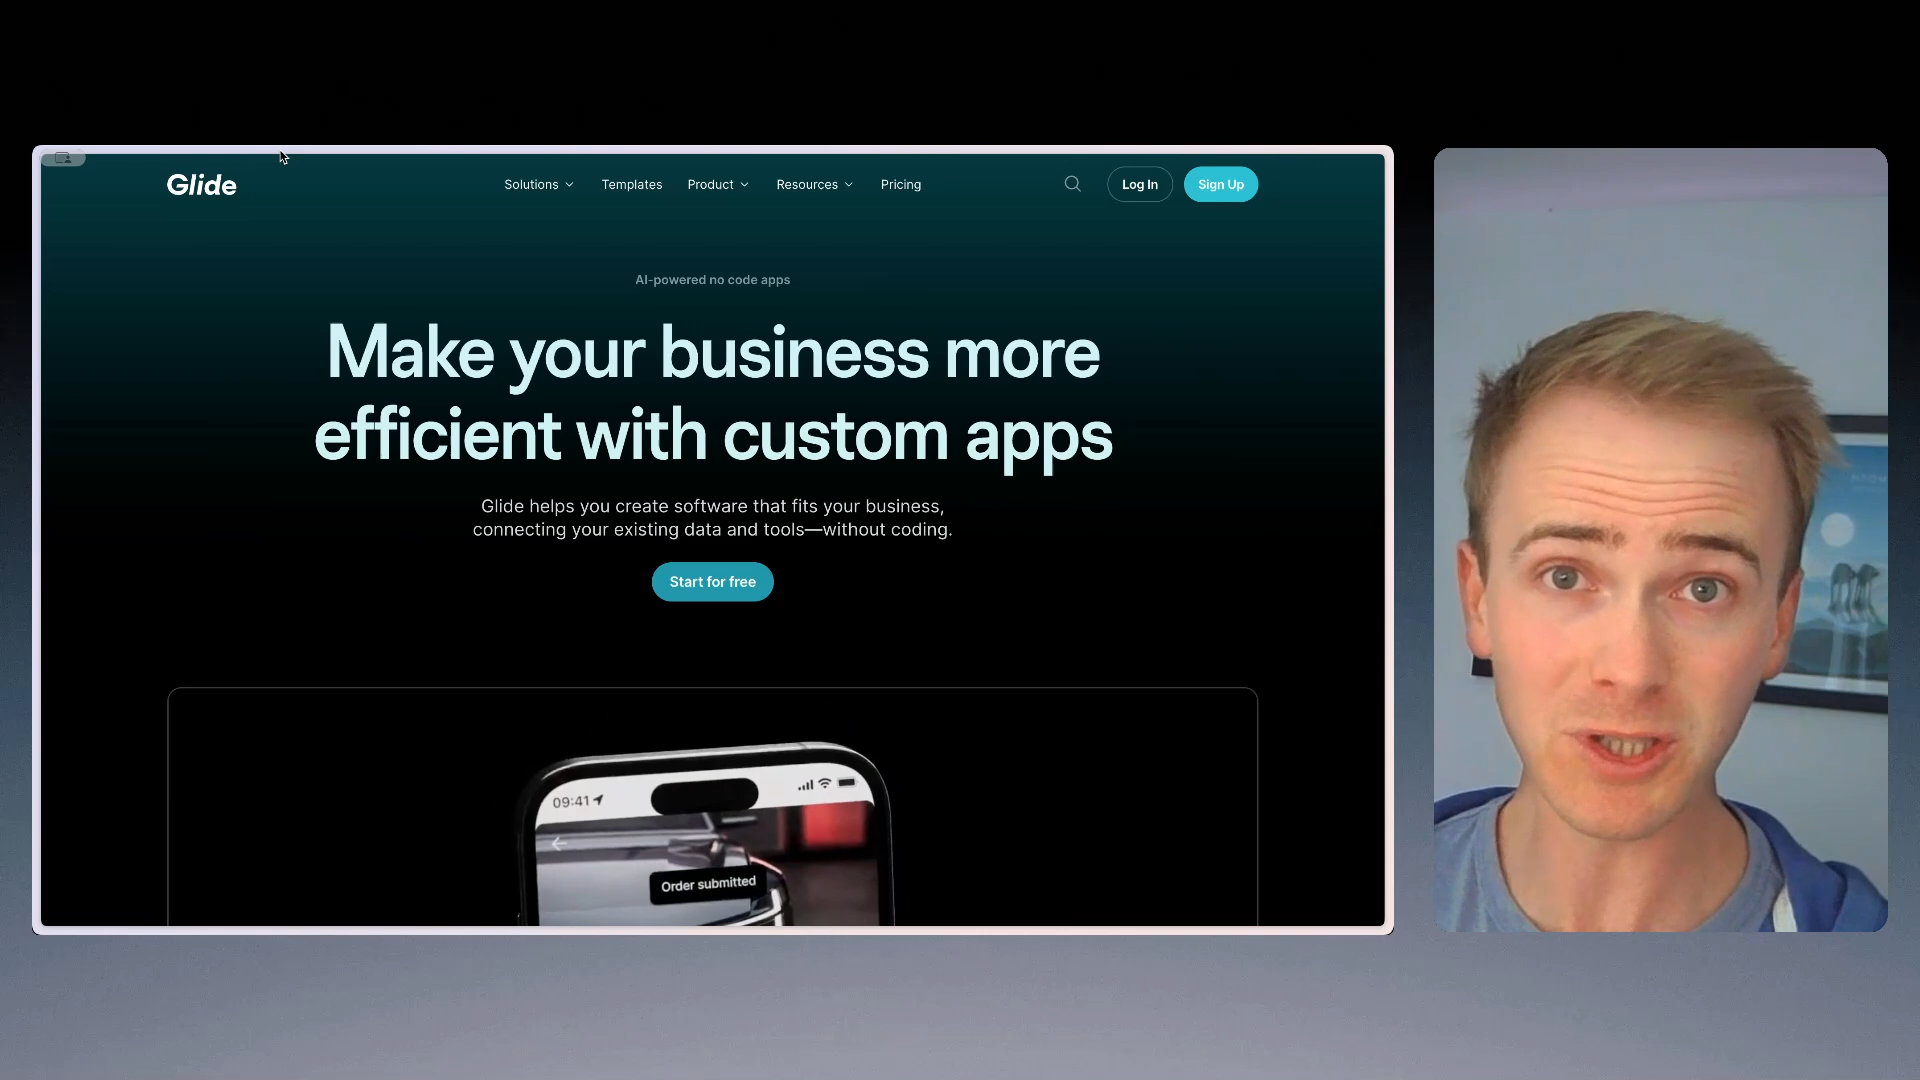 Glide
Solutions
Templates
Product
Resources
Pricing
Log In
Sign Up
AI-powered no code apps
Make your business more
efficient with custom apps
Glide helps you create software that fits your business,
connecting your existing data and tools—without coding.
Start for free
09:41
Order submitted